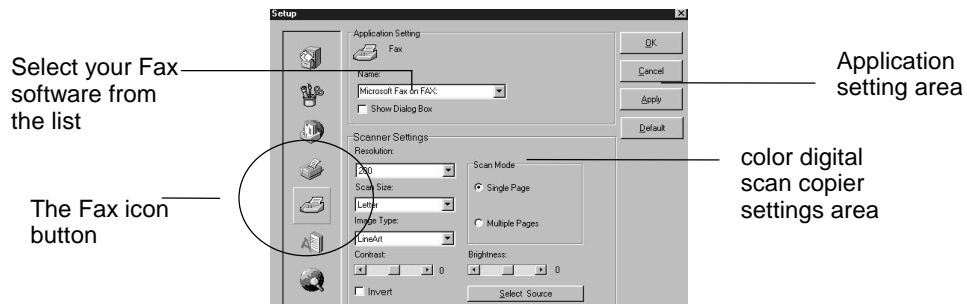 Setup
Application Setting
Fax
Name:
Microsoft Fax on FAX:
Show Dialog Box
OK
Cancel
Apply
Default
Scanner Settings
Resolution:
200
Scan Size:
Letter
Image Type:
LineArt
Contrast:
0
Invert
Scan Mode
Single Page
Multiple Pages
Brightness:
0
Select Source
Select your Fax
software from
the list
The Fax icon
button
Application
setting area
color digital
scan copier
settings area